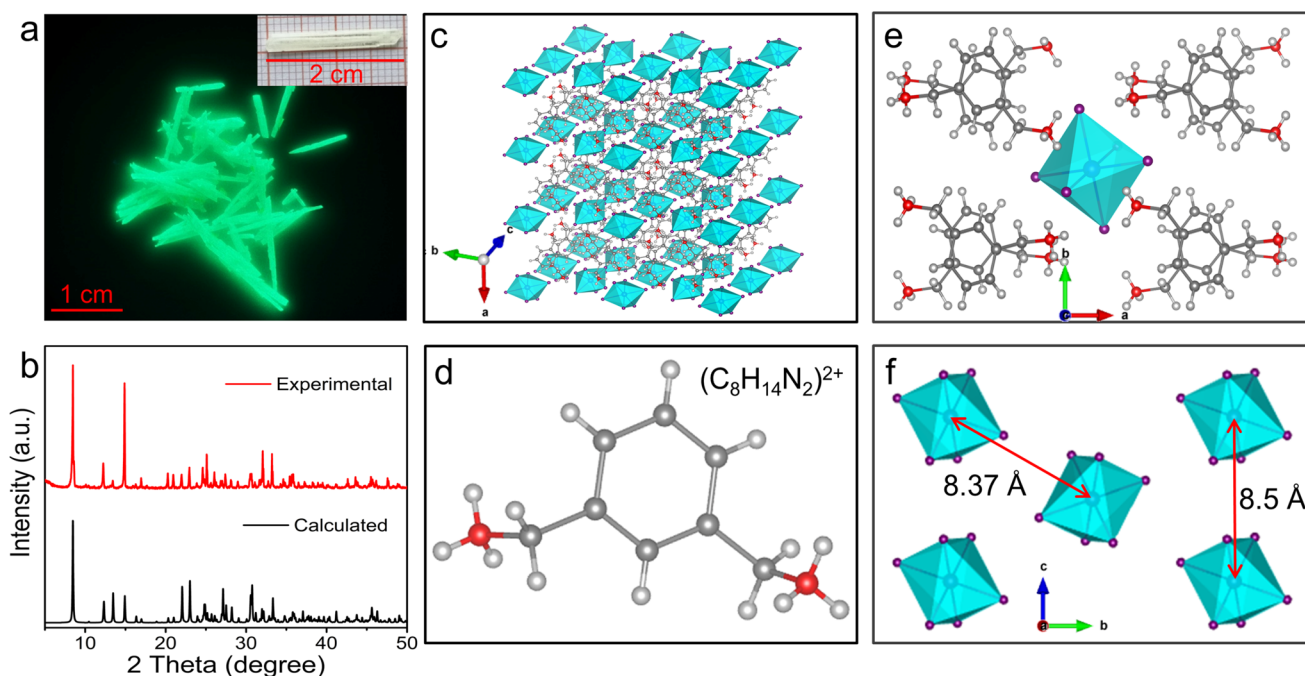 a
2 cm
1 cm
b
Experimental
Calculated
Intensity (a.u.)
10
20
30
40
50
2 Theta (degree)
c
b
c
a
d
(C₈H₁₄N₂)²⁺
e
b
c
a
f
8.37 Å
8.5 Å
c
a
b